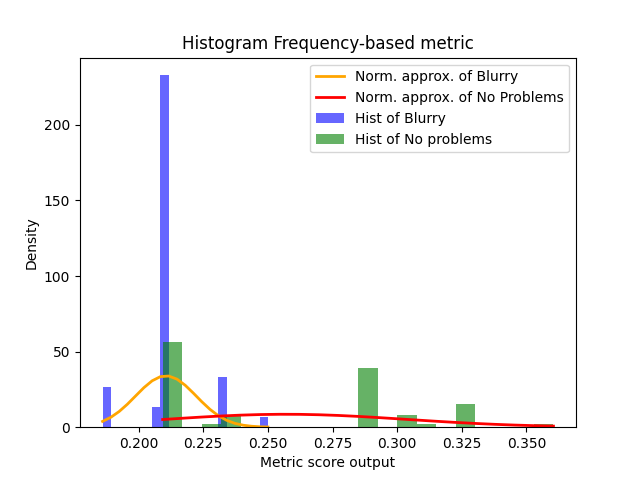 Histogram Frequency-based metric
Norm. approx. of Blurry
Norm. approx. of No Problems
Hist of Blurry
Hist of No problems
Density
200
150
100
50
0
0.200 0.225 0.250 0.275 0.300 0.325 0.350
Metric score output